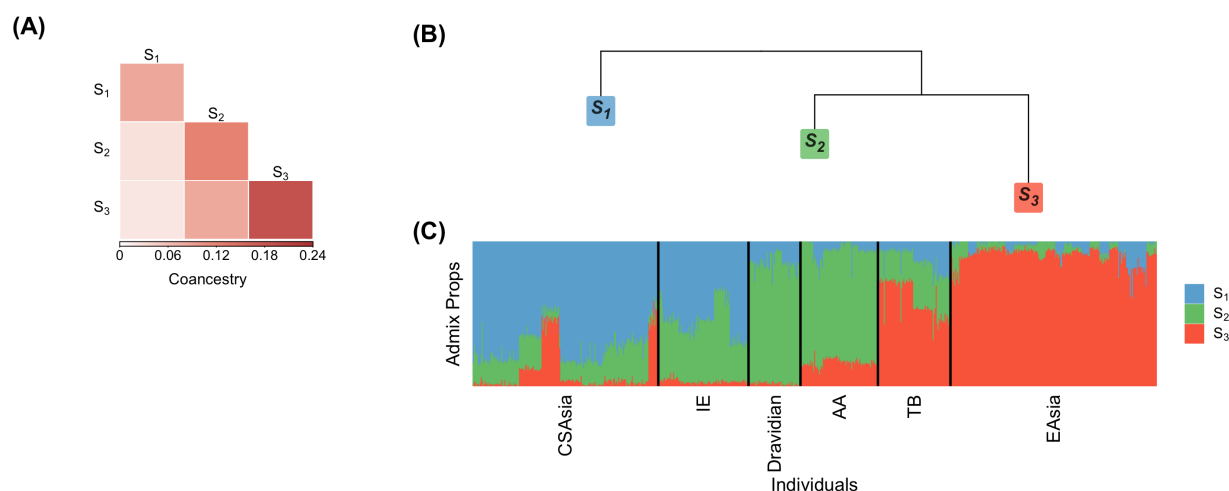 (A)
S1
S1
S2
S2
S3
S3
0 0.06 0.12 0.18 0.24
Coancestry
(B)
S1
S2
S3
(C)
Admix Props
CSAsia
IE
Dravidian
AA
TB
EAsia
Individuals
S1
S2
S3